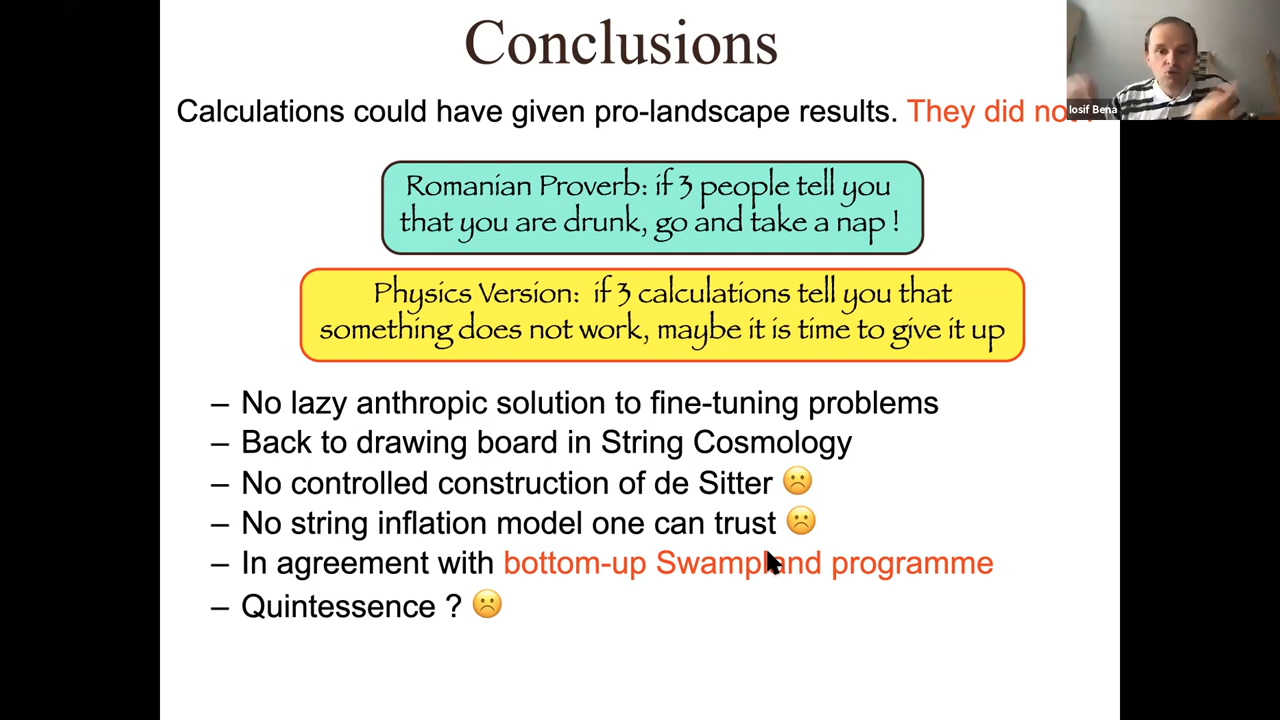 Conclusions
Iosif Bena
Calculations could have given pro-landscape results. They did not
Romanian Proverb: if 3 people tell you
that you are drunk, go and take a nap !
Physics Version: if 3 calculations tell you that
something does not work, maybe it is time to give it up
– No lazy anthropic solution to fine-tuning problems
– Back to drawing board in String Cosmology
– No controlled construction of de Sitter ☹️
– No string inflation model one can trust ☹️
– In agreement with bottom-up Swampland programme
– Quintessence ? ☹️